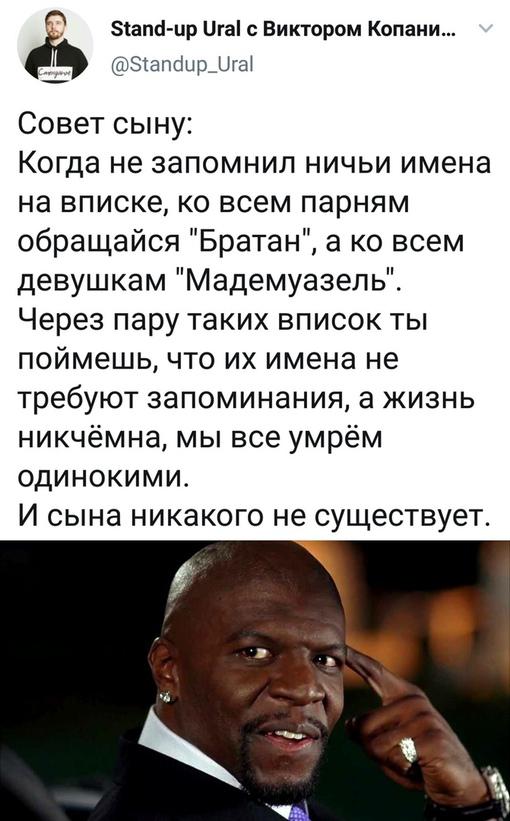 Stand-up Ural с Виктором Копани...
@Standup_Ural
Совет сыну:
Когда не запомнил ничьи имена
на вписке, ко всем парням
обращайся "Братан", а ко всем
девушкам "Мадемуазель".
Через пару таких вписок ты
поймешь, что их имена не
требуют запоминания, а жизнь
никчёмна, мы все умрём
одинокими.
И сына никакого не существует.